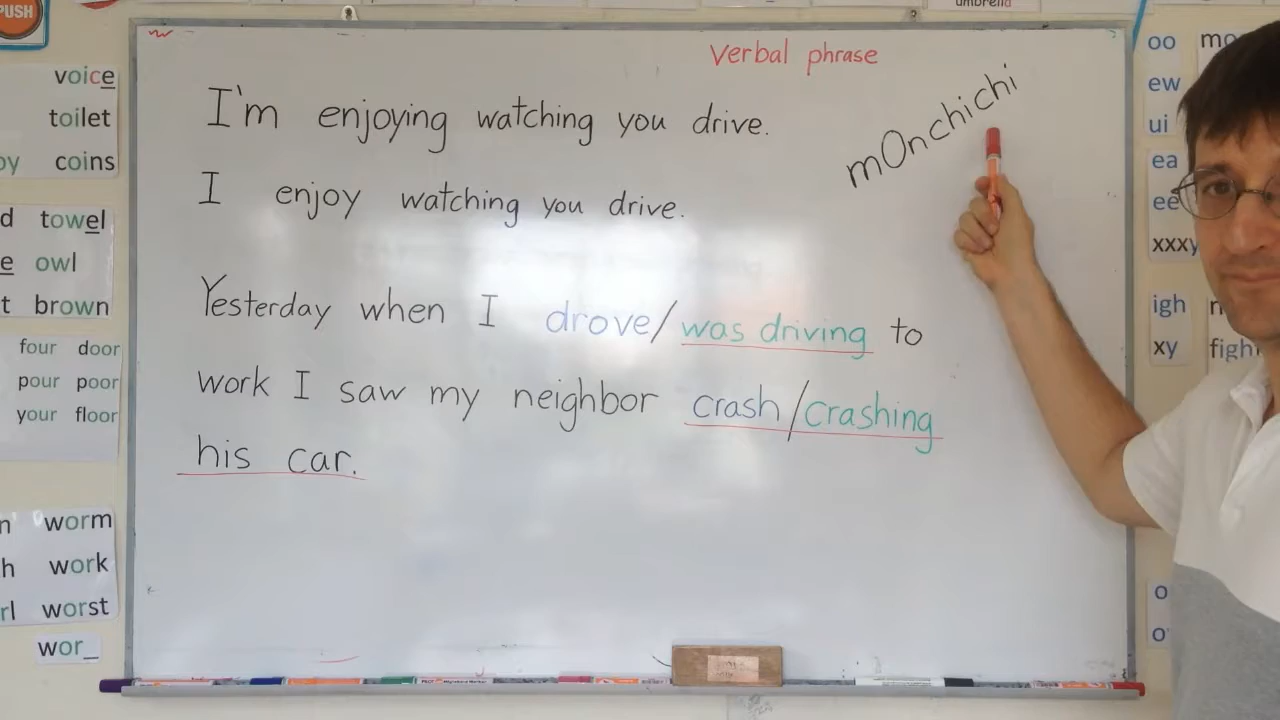 PUSH
umbrella
voice
toilet
coins
towel
owl
brown
four door
pour poor
your floor
worm
work
worst
wor_
Verbal phrase
mOnchichi
I'm enjoying watching you drive.
I enjoy watching you drive.
Yesterday when I drove/was driving to
work I saw my neighbor crash/crashing
his car.
oo
ew
ui
ea
ee
xxxy
igh
xy